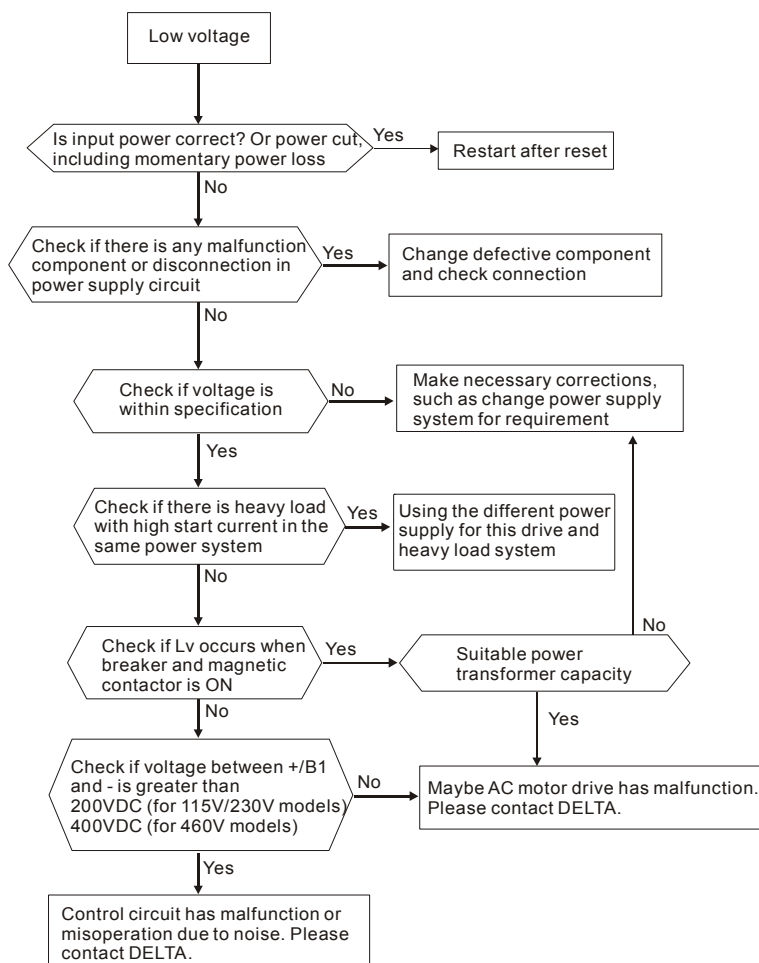 Low voltage
Is input power correct? Or power cut,
including momentary power loss
Yes
Restart after reset
No
Check if there is any malfunction
component or disconnection in
power supply circuit
Yes
Change defective component
and check connection
No
Check if voltage is
within specification
No
Make necessary corrections,
such as change power supply
system for requirement
Yes
Check if there is heavy load
with high start current in the
same power system
Yes
Using the different power
supply for this drive and
heavy load system
No
Check if Lv occurs when
breaker and magnetic
contactor is ON
Yes
Suitable power
transformer capacity
No
No
Yes
Check if voltage between +/B1
and - is greater than
200VDC (for 115V/230V models)
400VDC (for 460V models)
No
Maybe AC motor drive has malfunction.
Please contact DELTA.
Yes
Control circuit has malfunction or
misoperation due to noise. Please
contact DELTA.